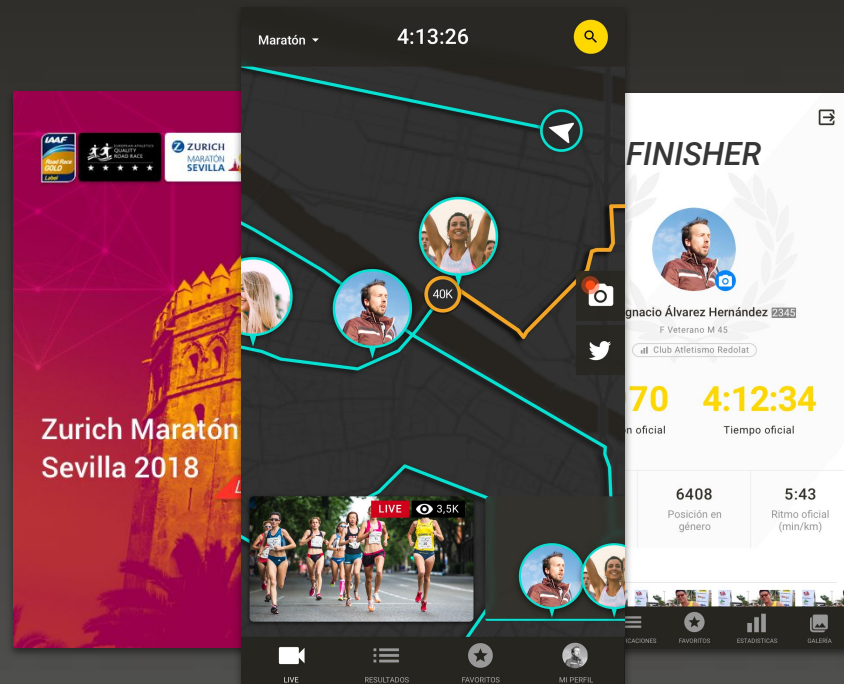 IAAF
Road Race
GOLD
Label
EUROPEAN ATHLETICS
QUALITY
ROAD RACE
ZURICH
MARATÓN
SEVILLA
Zurich Maratón
Sevilla 2018
Maratón
4:13:26
40K
LIVE
3,5K
LIVE
RESULTADOS
FAVORITOS
MI PERFIL
FINISHER
gnacio Álvarez Hernández 2345
F Veterano M 45
Club Atletismo Redolat
70
4:12:34
n oficial
Tiempo oficial
6408
5:43
Posición en
género
Ritmo oficial
(min/km)
ICACIONES
FAVORITOS
ESTADISTICAS
GALERÍA